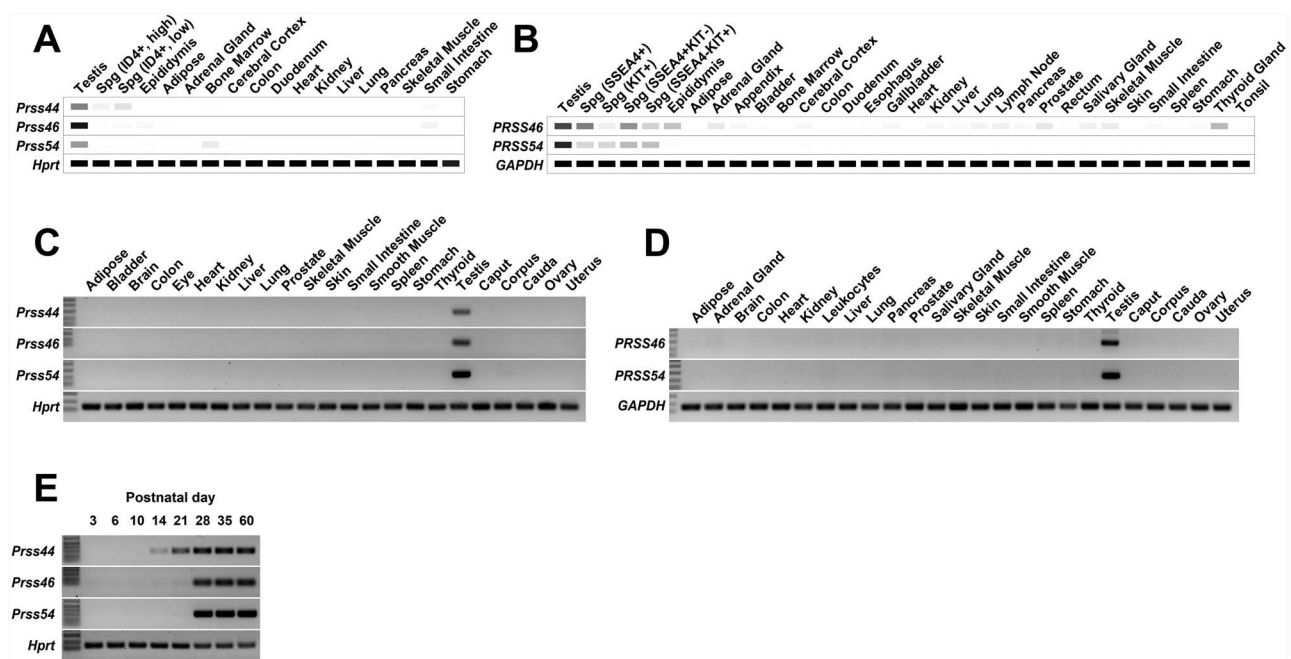 A
Testis
Spg (ID4+, high)
Spg (ID4+, low)
Epididymis
Adipose
Adrenal Gland
Bone Marrow
Cerebral Cortex
Colon
Duodenum
Heart
Kidney
Liver
Lung
Pancreas
Skeletal Muscle
Small Intestine
Stomach
Prss44
Prss46
Prss54
Hprt
B
Testis
Spg (SSEA4+)
Spg (KIT+)
Spg (SSEA4+KIT-)
Spg (SSEA4-KIT+)
Epididymis
Adipose
Adrenal Gland
Appendix
Bladder
Bone Marrow
Cerebral Cortex
Colon
Duodenum
Esophagus
Gallbladder
Heart
Kidney
Liver
Lung
Lymph Node
Pancreas
Prostate
Rectum
Salivary Gland
Skeletal Muscle
Skin
Small Intestine
Spleen
Stomach
Thyroid Gland
Tonsil
PRSS46
PRSS54
GAPDH
C
Adipose
Bladder
Brain
Colon
Eye
Heart
Kidney
Liver
Lung
Prostate
Skeletal Muscle
Skin
Small Intestine
Smooth Muscle
Spleen
Stomach
Thyroid
Testis
Caput
Corpus
Cauda
Ovary
Uterus
Prss44
Prss46
Prss54
Hprt
D
Adipose
Adrenal Gland
Brain
Colon
Heart
Kidney
Leukocytes
Liver
Lung
Pancreas
Prostate
Salivary Gland
Skeletal Muscle
Skin
Small Intestine
Smooth Muscle
Spleen
Stomach
Thyroid
Testis
Caput
Corpus
Cauda
Ovary
Uterus
PRSS46
PRSS54
GAPDH
E
Postnatal day
3 6 10 14 21 28 35 60
Prss44
Prss46
Prss54
Hprt